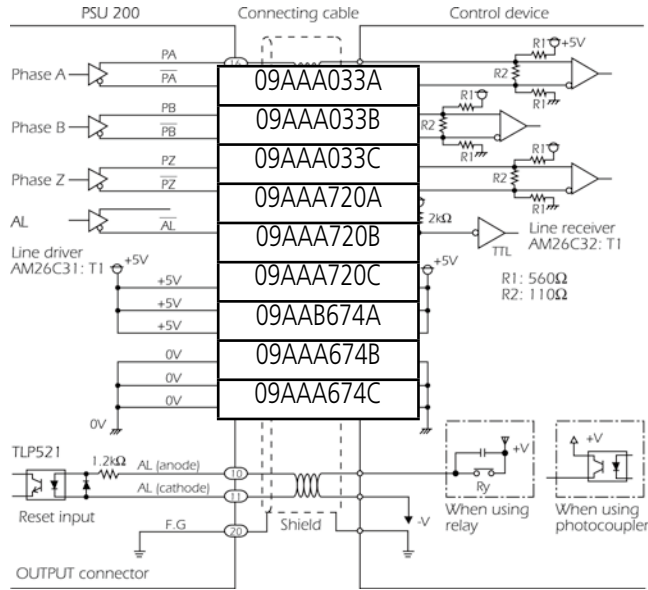 PSU 200 Connecting cable Control device
PA
Phase A
PA
R1 +5V
R2
R1
09AAA033A
PB
Phase B
PB
R1
R2
R1
09AAA033B
PZ
Phase Z
PZ
R1
R2
R1
09AAA033C
AL
AL
2kΩ
TTL
Line receiver
AM26C32: T1
09AAA720A
09AAA720B
Line driver
AM26C31: T1
+5V
+5V
R1: 560Ω
R2: 110Ω
09AAA720C
+5V
+5V
+5V
09AAB674A
0V
0V
0V
09AAA674B
09AAA674C
0V
TLP521
1.2kΩ
AL (anode)
10
AL (cathode)
11
Reset input
F.G
20
Shield
-V
+V
Ry
When using
relay
+V
When using
photocoupler
OUTPUT connector